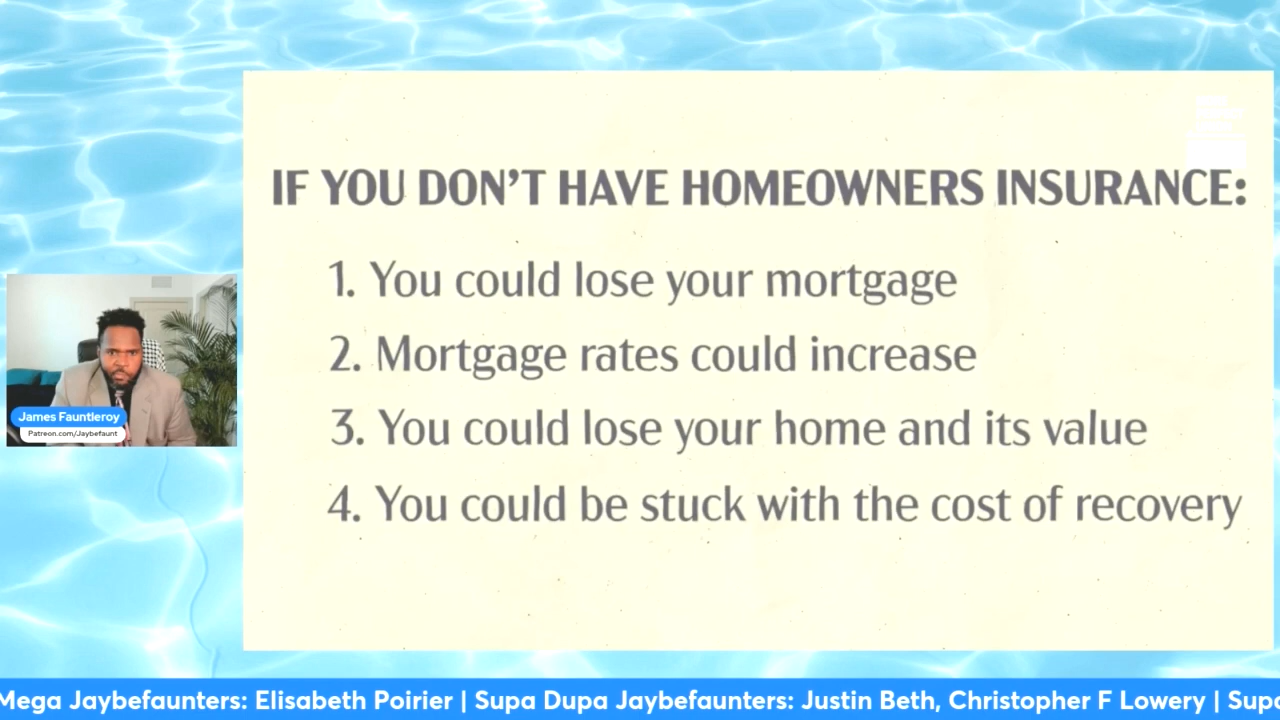 IF YOU DON'T HAVE HOMEOWNERS INSURANCE:
1. You could lose your mortgage
2. Mortgage rates could increase
3. You could lose your home and its value
4. You could be stuck with the cost of recovery
James Fauntleroy
Patreon.com/Jaybefaunt
Mega Jaybefaunters: Elisabeth Poirier | Supa Dupa Jaybefaunters: Justin Beth, Christopher F Lowery |